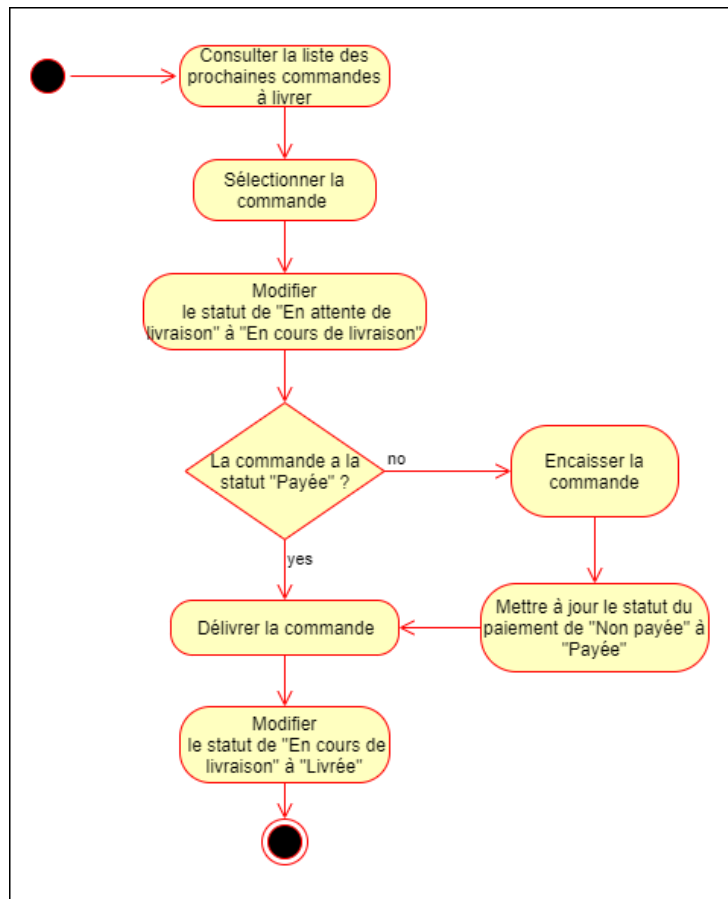 Consulter la liste des
prochaines commandes
à livrer
Sélectionner la
commande
Modifier
le statut de "En attente de
livraison" à "En cours de livraison"
La commande a la
statut "Payée" ?
no
Encaisser la
commande
yes
Mettre à jour le statut du
paiement de "Non payée" à
"Payée"
Délivrer la commande
Modifier
le statut de "En cours de
livraison" à "Livrée"